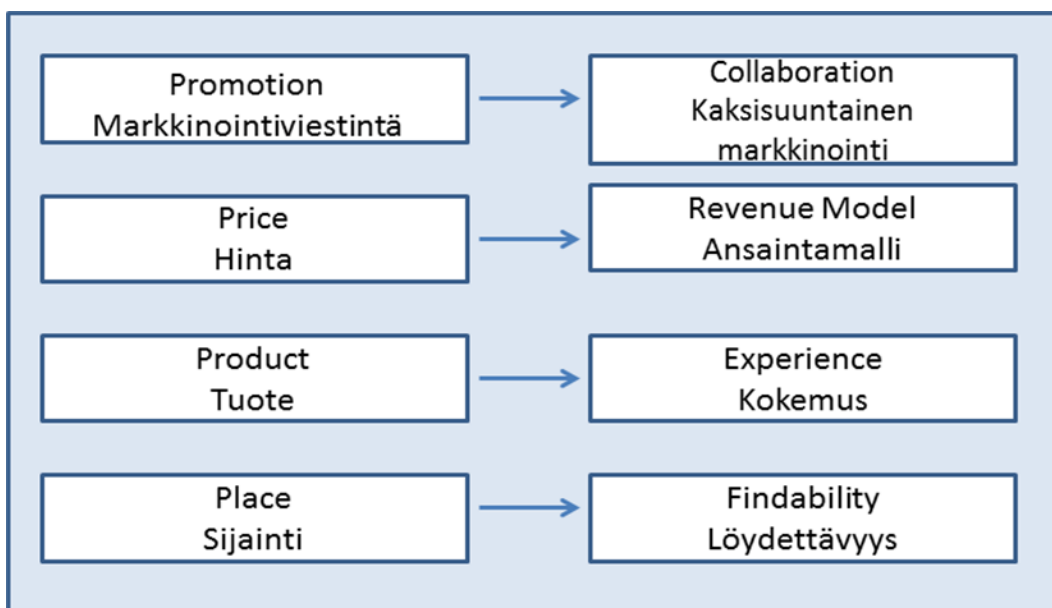 Promotion
Markkinointiviestintä
Collaboration
Kaksisuuntainen
markkinointi
Price
Hinta
Revenue Model
Ansaintamalli
Product
Tuote
Experience
Kokemus
Place
Sijainti
Findability
Löydettävyys